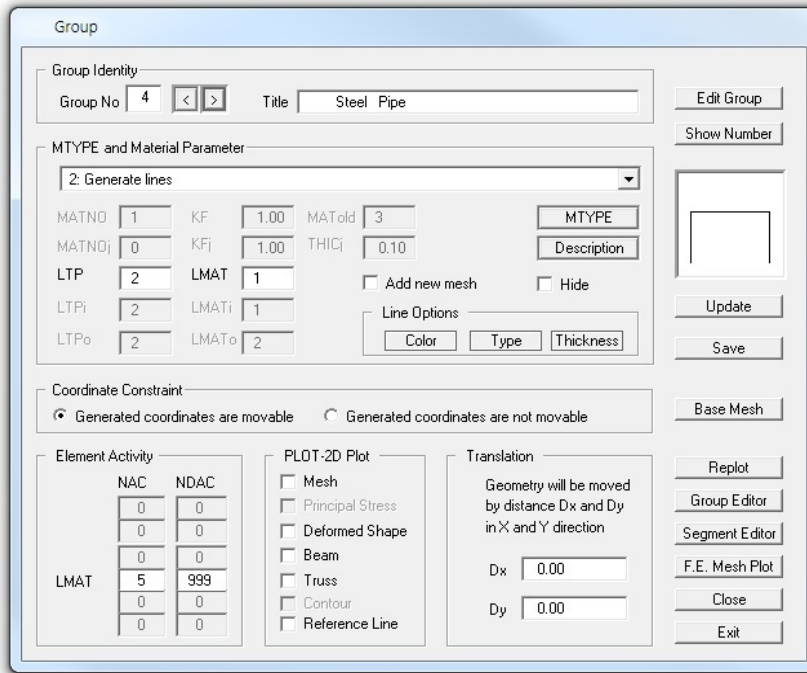 Group
Group Identity
Group No 4 < > Title Steel Pipe
Edit Group
Show Number
MTYPE and Material Parameter
2: Generate lines
MATNO 1 KF 1.00 MATold 3 MTYPE
MATNOj 0 KFj 1.00 THICj 0.10 Description
LTP 2 LMAT 1 Add new mesh Hide
LTPi 2 LMATi 1 Line Options
LTPo 2 LMATo 2 Color Type Thickness
Update
Save
Coordinate Constraint
Generated coordinates are movable Generated coordinates are not movable
Base Mesh
Element Activity
NAC NDAC
0 0
0 0
0 0
LMAT 5 999
0 0
0 0
PLOT-2D Plot
Mesh
Principal Stress
Deformed Shape
Beam
Truss
Contour
Reference Line
Translation
Geometry will be moved
by distance Dx and Dy
in X and Y direction
Dx 0.00
Dy 0.00
Replot
Group Editor
Segment Editor
F.E. Mesh Plot
Close
Exit